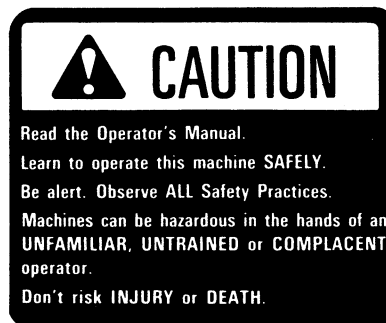 CAUTION
Read the Operator's Manual.
Learn to operate this machine SAFELY.
Be alert. Observe ALL Safety Practices.
Machines can be hazardous in the hands of an
UNFAMILIAR, UNTRAINED or COMPLACENT
operator.
Don't risk INJURY or DEATH.